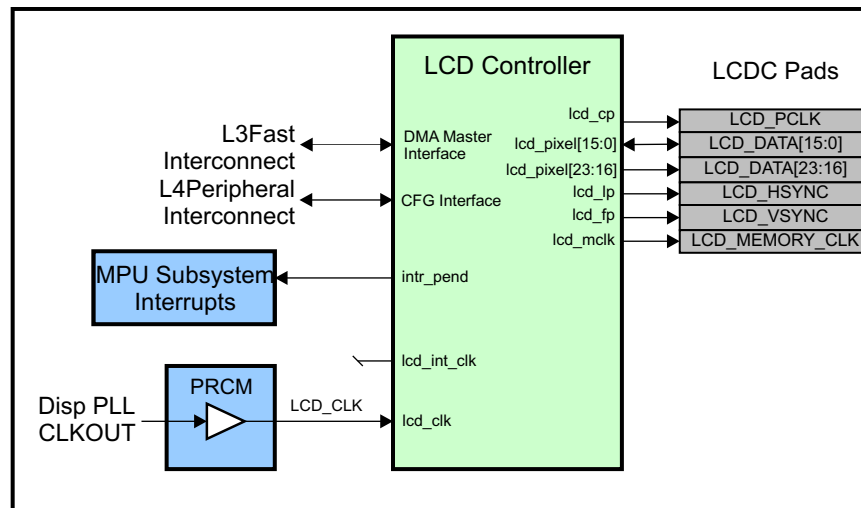 LCD Controller
LCDC Pads
L3Fast
Interconnect
L4Peripheral
Interconnect
DMA Master
Interface
CFG Interface
MPU Subsystem
Interrupts
intr_pend
lcd_int_clk
PRCM
Disp PLL
CLKOUT
LCD_CLK
lcd_clk
lcd_cp
lcd_pixel[15:0]
lcd_pixel[23:16]
lcd_lp
lcd_fp
lcd_mclk
LCD_PCLK
LCD_DATA[15:0]
LCD_DATA[23:16]
LCD_HSYNC
LCD_VSYNC
LCD_MEMORY_CLK